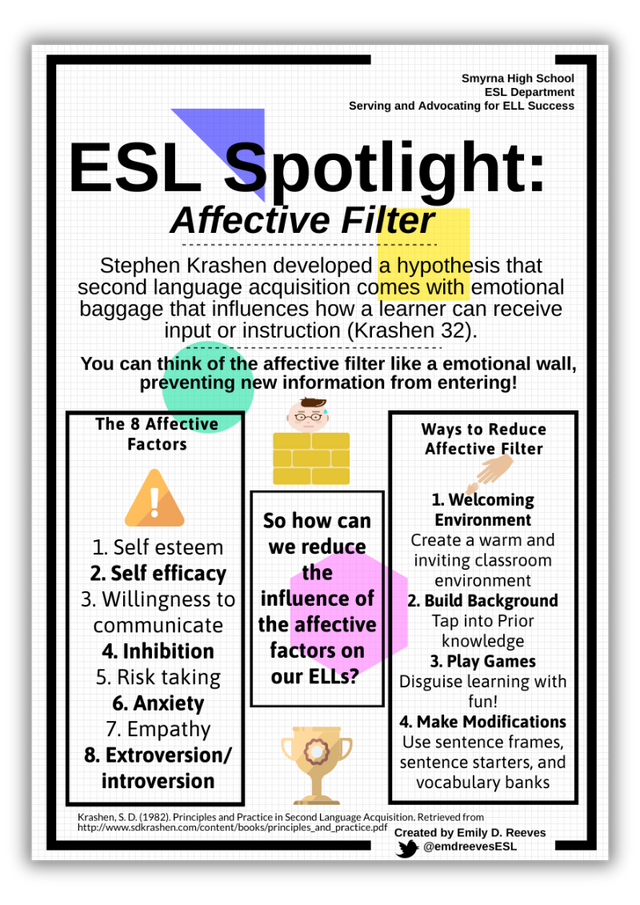 Smyrna High School
ESL Department
Serving and Advocating for ELL Success
ESL Spotlight:
Affective Filter
Stephen Krashen developed a hypothesis that
second language acquisition comes with emotional
baggage that influences how a learner can receive
input or instruction (Krashen 32).
You can think of the affective filter like a emotional wall,
preventing new information from entering!
The 8 Affective
Factors
1. Self esteem
2. Self efficacy
3. Willingness to
communicate
4. Inhibition
5. Risk taking
6. Anxiety
7. Empathy
8. Extroversion/
introversion
So how can
we reduce
the
influence of
the affective
factors on
our ELLs?
Ways to Reduce
Affective Filter
1. Welcoming
Environment
Create a warm and
inviting classroom
environment
2. Build Background
Tap into Prior
knowledge
3. Play Games
Disguise learning with
fun!
4. Make Modifications
Use sentence frames,
sentence starters, and
vocabulary banks
Krashen, S. D. (1982). Principles and Practice in Second Language Acquisition. Retrieved from
http://www.sdkrashen.com/content/books/principles_and_practice.pdf
Created by Emily D. Reeves
@emdreevesESL